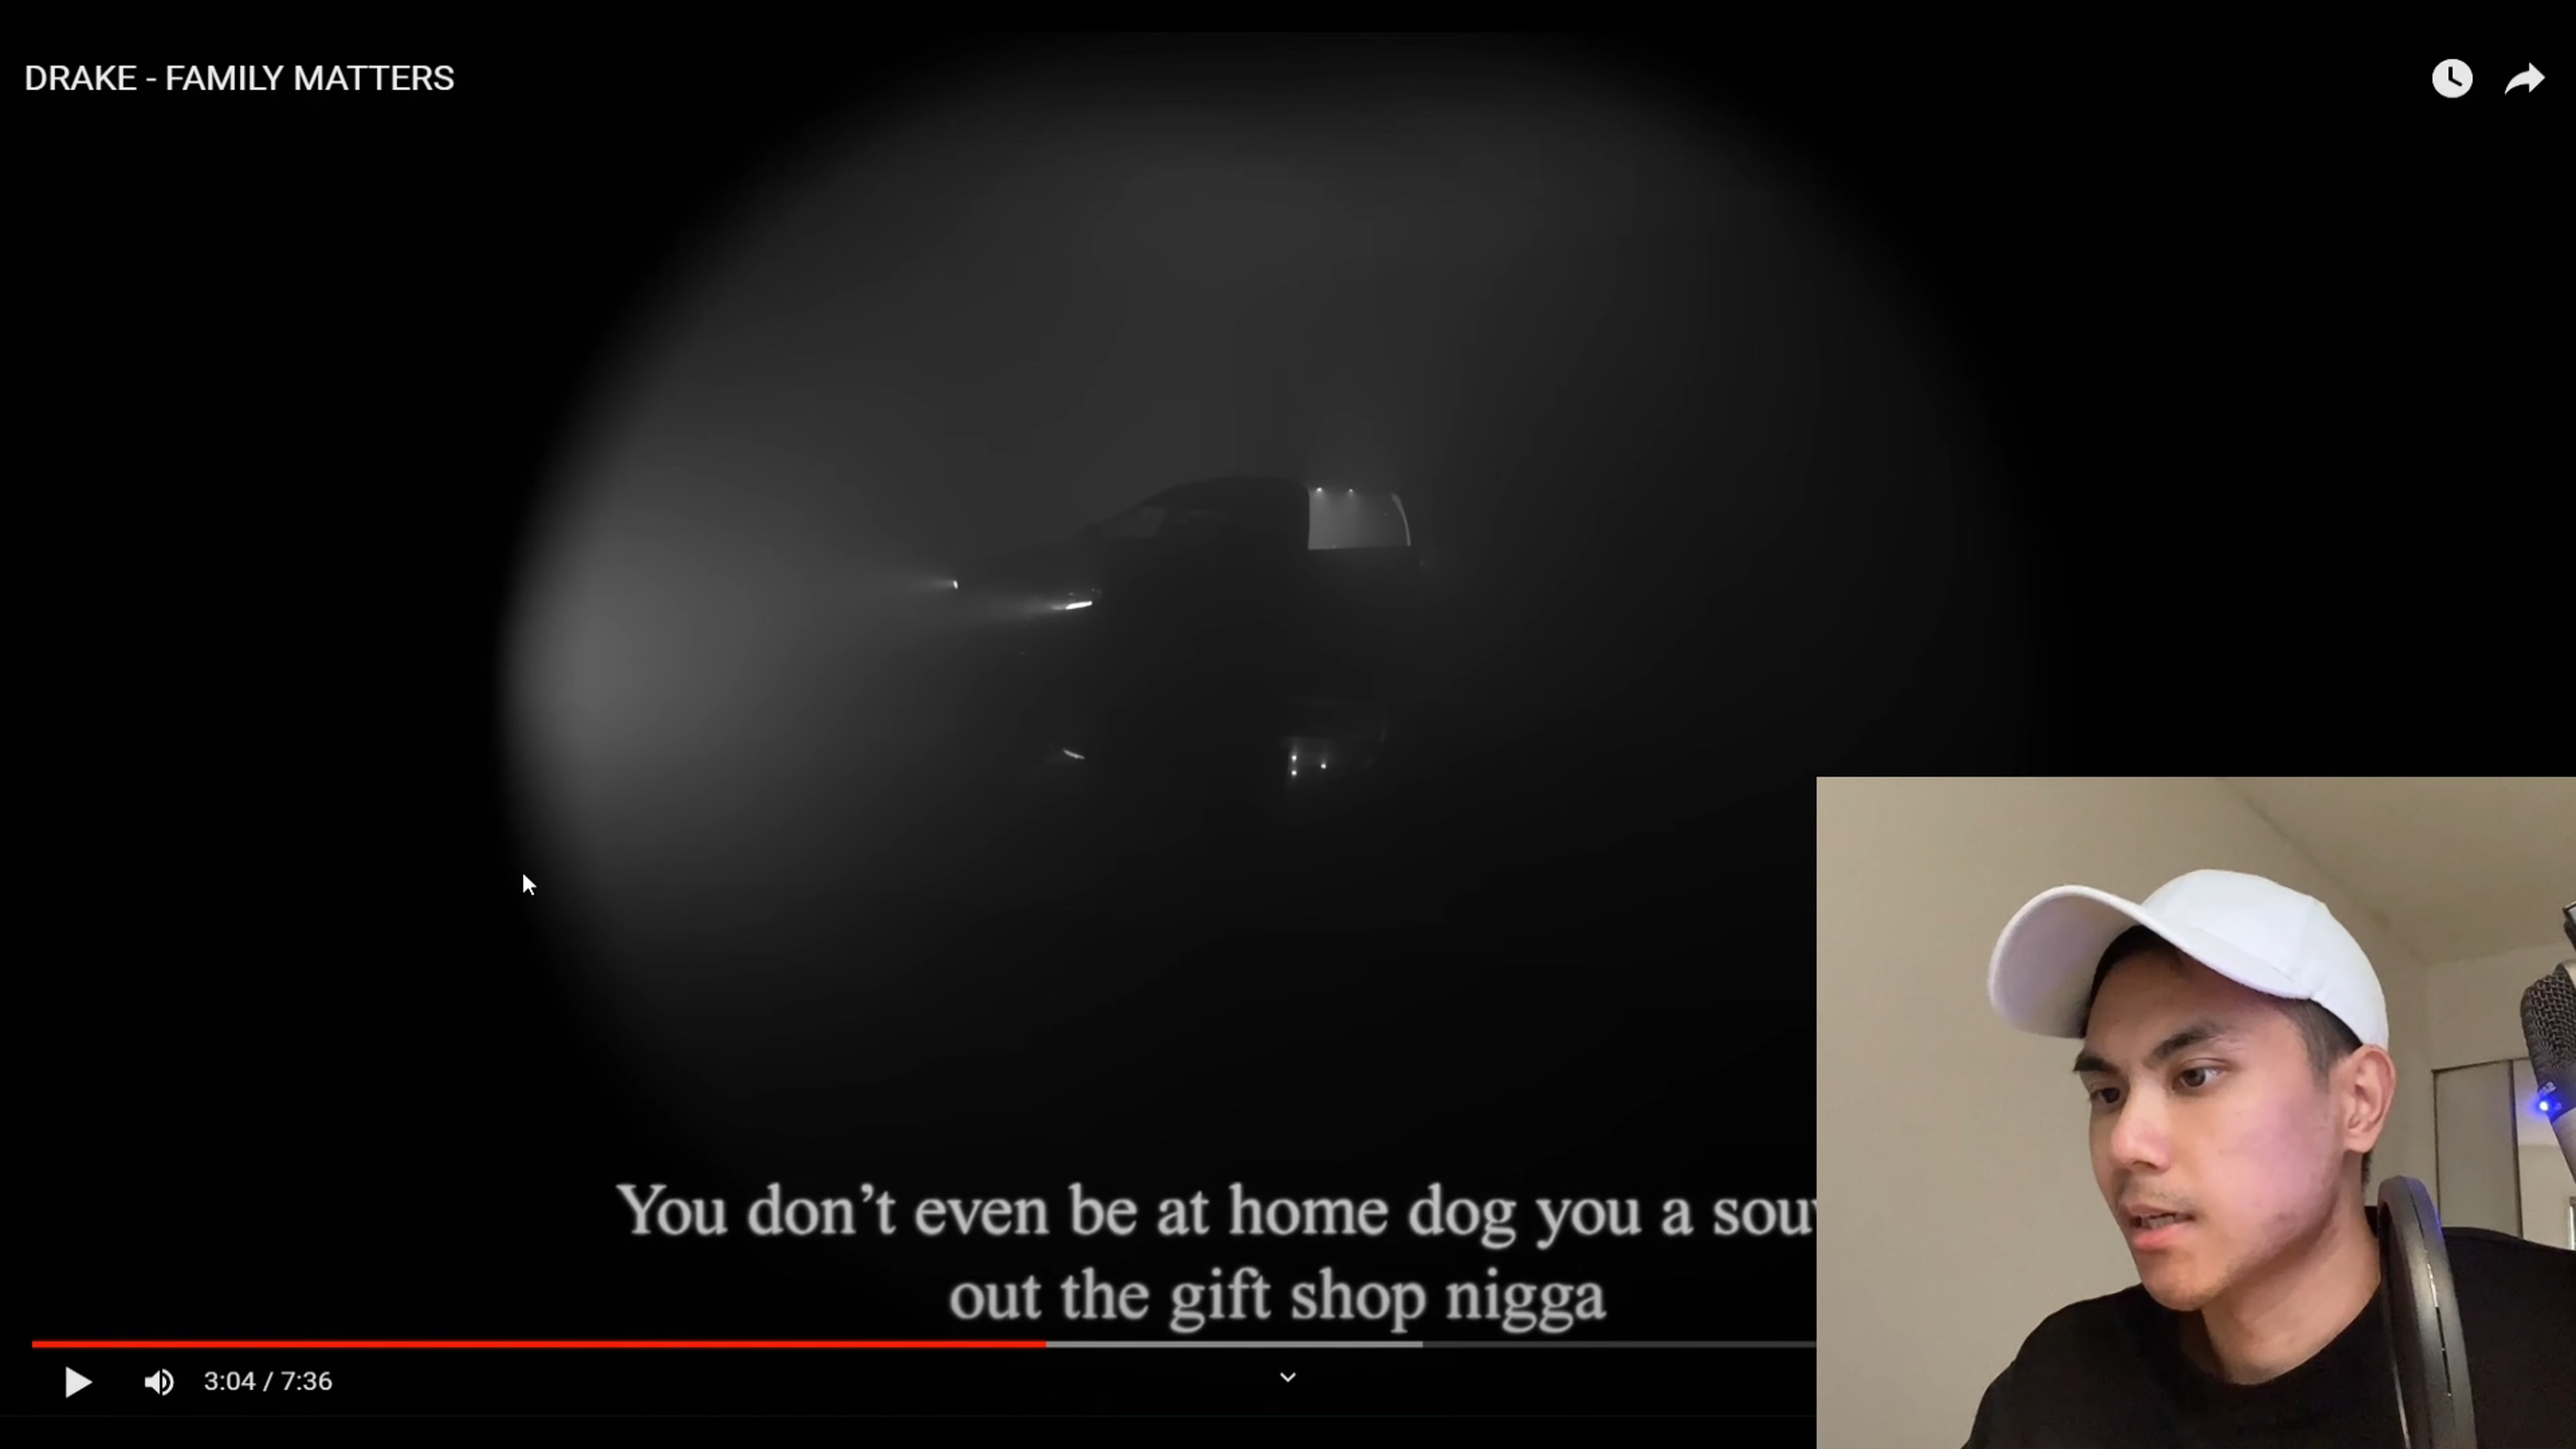 DRAKE - FAMILY MATTERS
You don’t even be at home dog you a
out the gift shop nigga
3:04 / 7:36